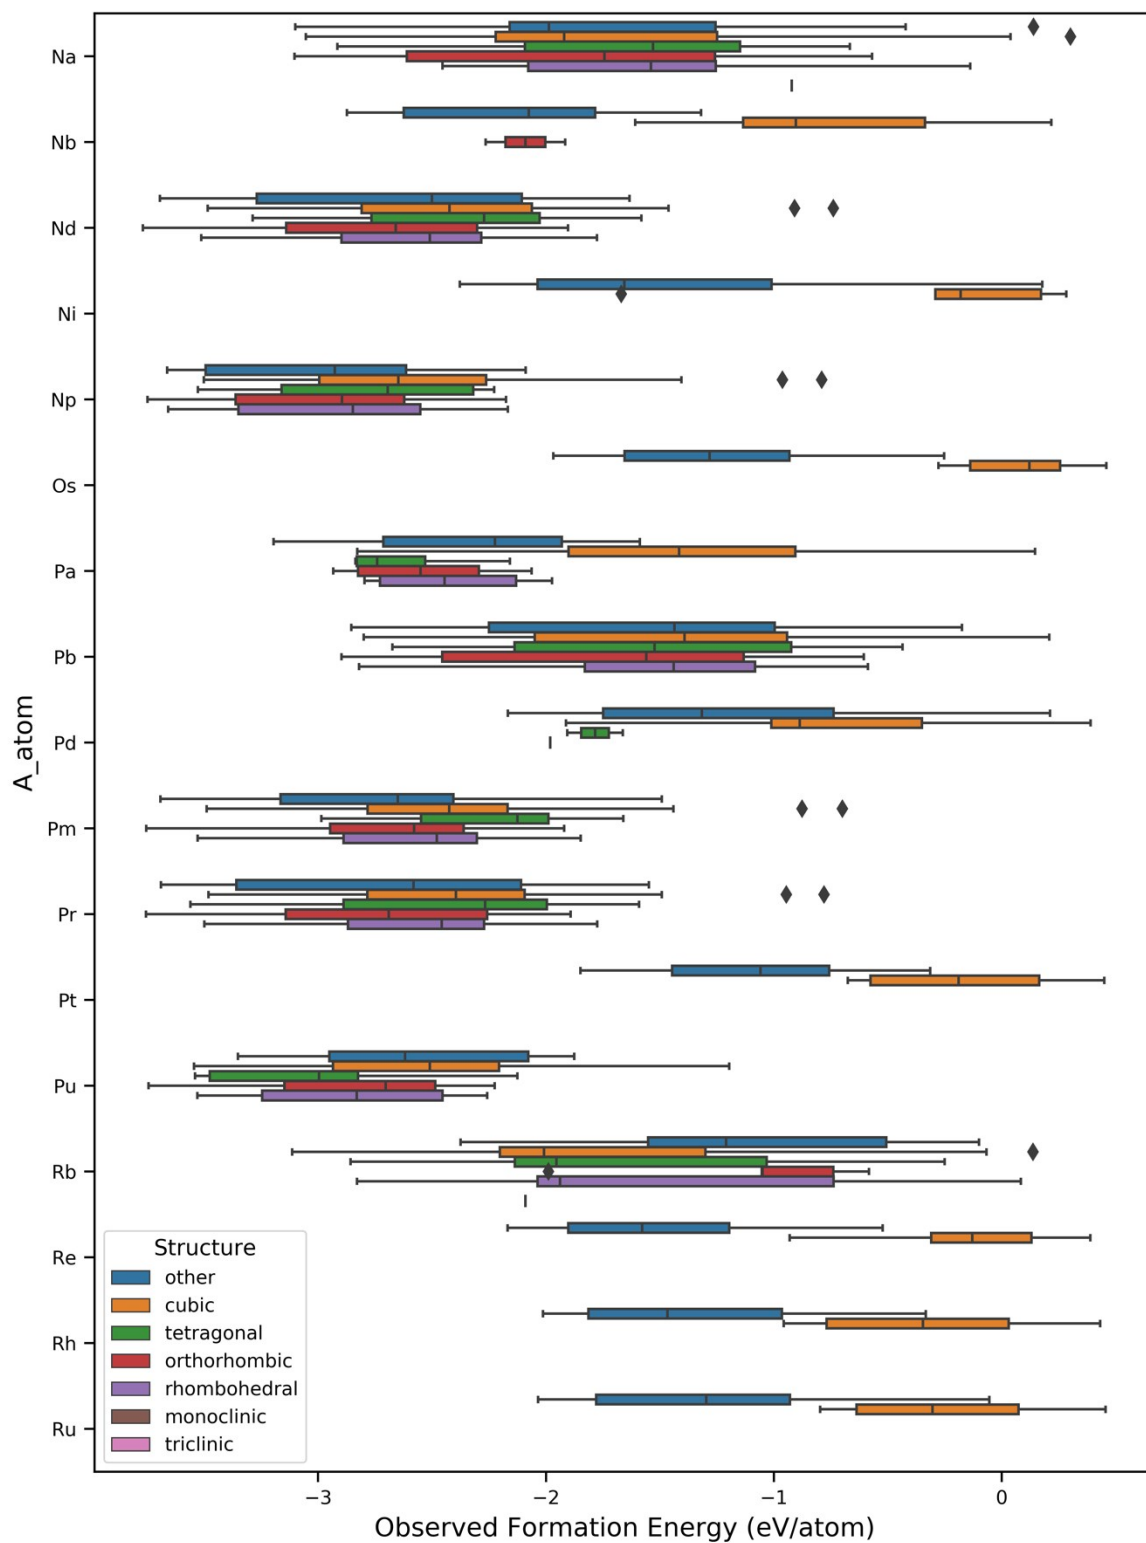 Na
Nb
Nd
Ni
Np
Os
Pa
Pb
Pd
Pm
Pr
Pt
Pu
Rb
Re
Rh
Ru
A_atom
Structure
other
cubic
tetragonal
orthorhombic
rhombohedral
monoclinic
triclinic
−3 −2 −1 0
Observed Formation Energy (eV/atom)